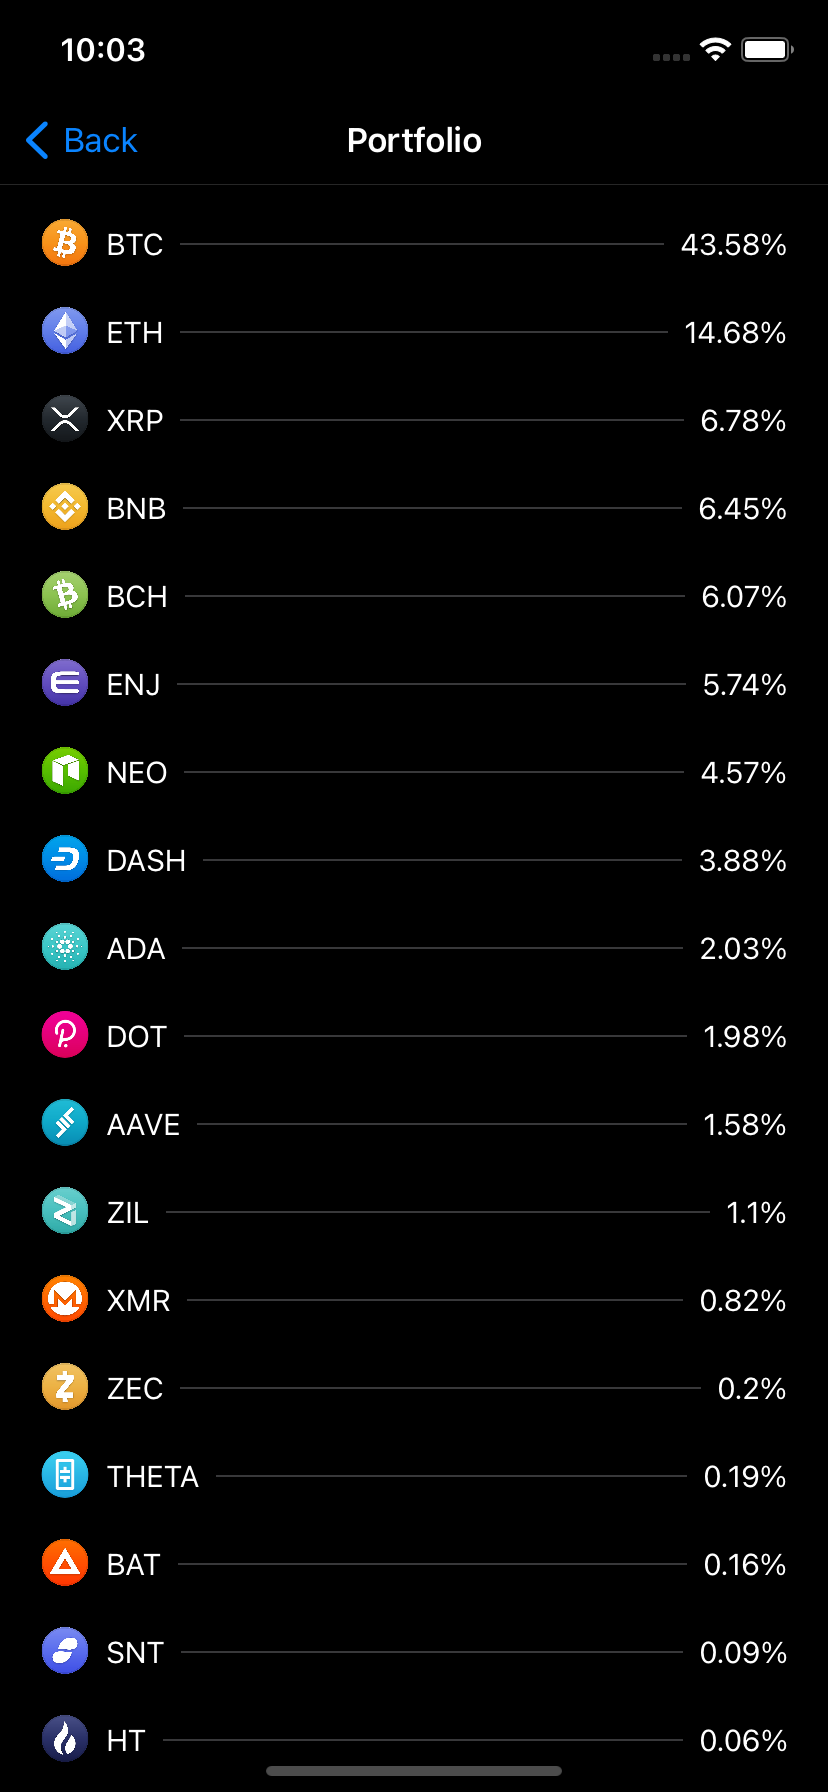 10:03
Back Portfolio
BTC 43.58%
ETH 14.68%
XRP 6.78%
BNB 6.45%
BCH 6.07%
ENJ 5.74%
NEO 4.57%
DASH 3.88%
ADA 2.03%
DOT 1.98%
AAVE 1.58%
ZIL 1.1%
XMR 0.82%
ZEC 0.2%
THETA 0.19%
BAT 0.16%
SNT 0.09%
HT 0.06%